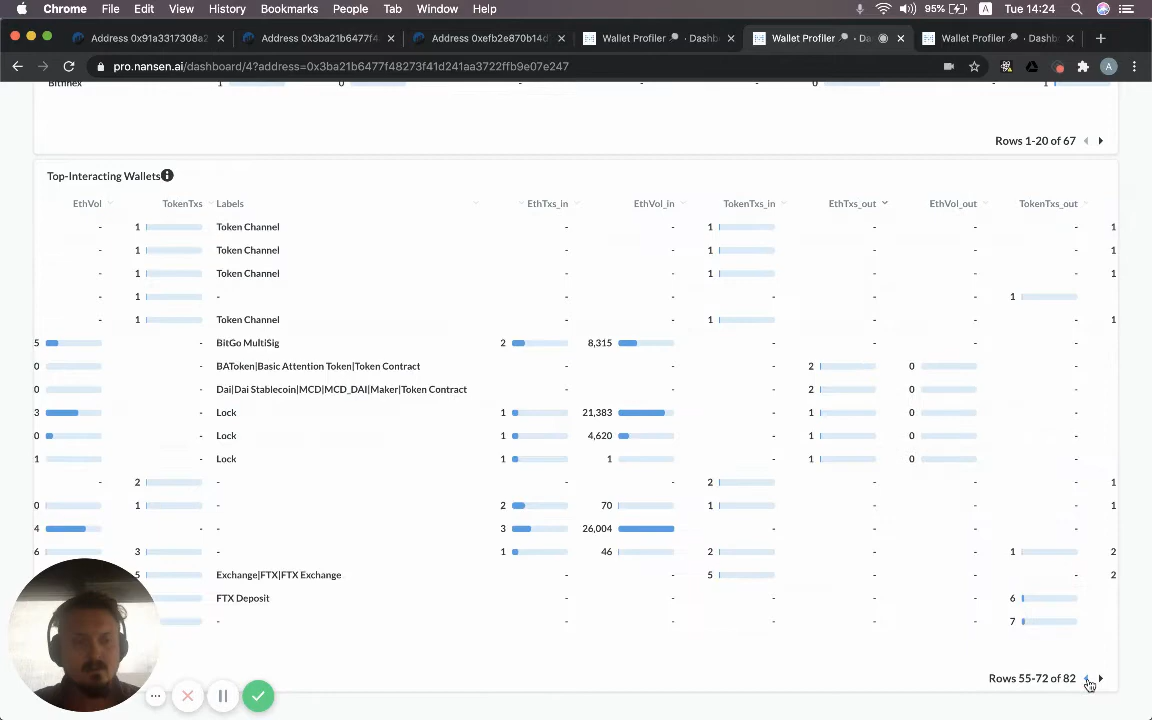 Chrome File Edit View History Bookmarks People Tab Window Help 95% A Tue 14:24
Address 0x91a3317308a2 × Address 0x3ba21b6477f4 × Address 0xefb2e870b14d × Wallet Profiler · Dashb × Wallet Profiler · Da × Wallet Profiler · Dashb × +
pro.nansen.ai/dashboard/4?address=0x3ba21b6477f48273f41d241aa3722ffb9e07e247 A
Bitfinex 1 0 - - - 0 - 1
Rows 1-20 of 67
Top-Interacting Wallets
EthVol TokenTxs Labels EthTxs_in EthVol_in TokenTxs_in EthTxs_out EthVol_out TokenTxs_out
- 1 Token Channel - - 1 - - - 1
- 1 Token Channel - - 1 - - - 1
- 1 Token Channel - - 1 - - - 1
- 1 - - - - - - 1
- 1 Token Channel - - 1 - - - 1
5 - BitGo MultiSig 2 8,315 - - - -
0 - BAToken|Basic Attention Token|Token Contract - - - 2 0 -
0 - Dai|Dai Stablecoin|MCD|MCD_DAI|Maker|Token Contract - - - 2 0 -
3 - Lock 1 21,383 - 1 0 -
0 - Lock 1 4,620 - 1 0 -
1 - Lock 1 1 - 1 0 -
- 2 - - - 2 - - - 1
0 1 - 2 70 1 - - - 1
4 - - 3 26,004 - - - -
6 3 - 1 46 2 - - 1 2
5 Exchange|FTX|FTX Exchange - - 5 - - - 2
FTX Deposit - - - - - 6
- - - - - - 7
Rows 55-72 of 82